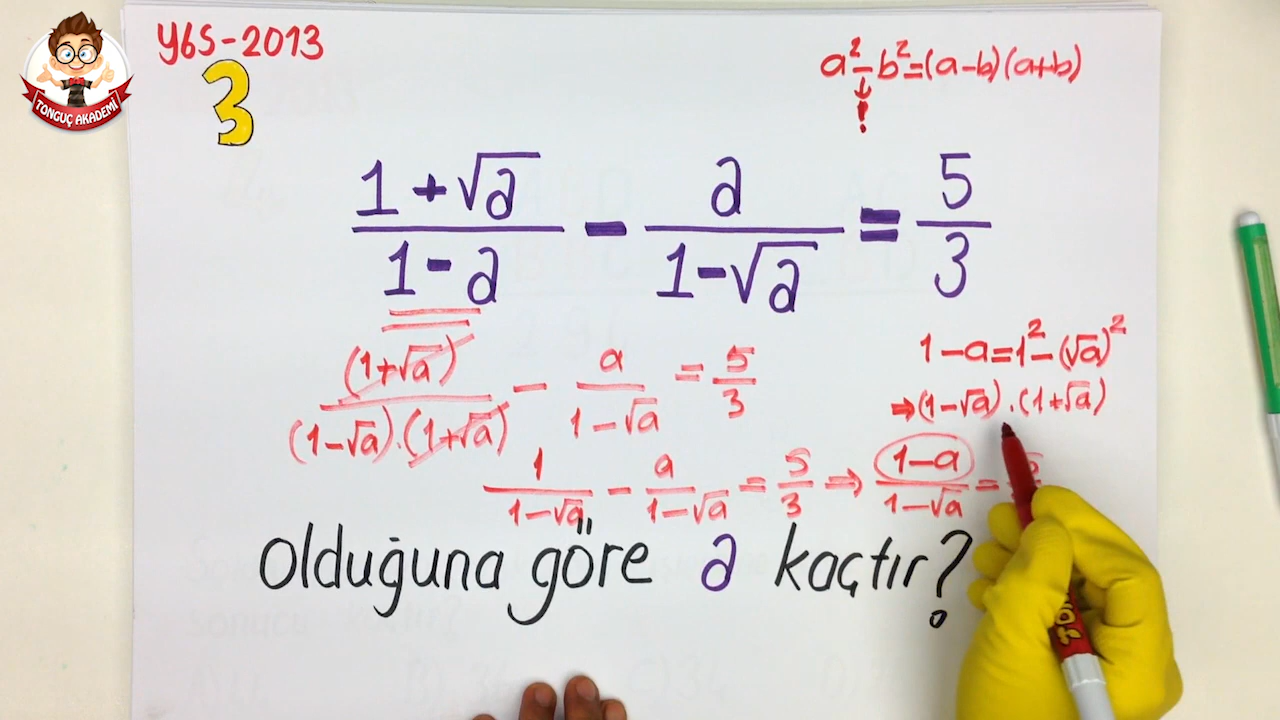 TONGUÇ AKADEMİ
YGS-2013
3
a² - b² = (a-b)(a+b)
↓
!
(1 + √a)/(1 - a) - a/(1 - √a) = 5/3
1 - a = 1² - (√a)²
⇒ (1-√a) . (1+√a)
(1+√a)/((1-√a).(1+√a)) - a/(1-√a) = 5/3
1/(1-√a) - a/(1-√a) = 5/3 ⇒ (1-a)/(1-√a) =
Olduğuna göre a kaçtır?